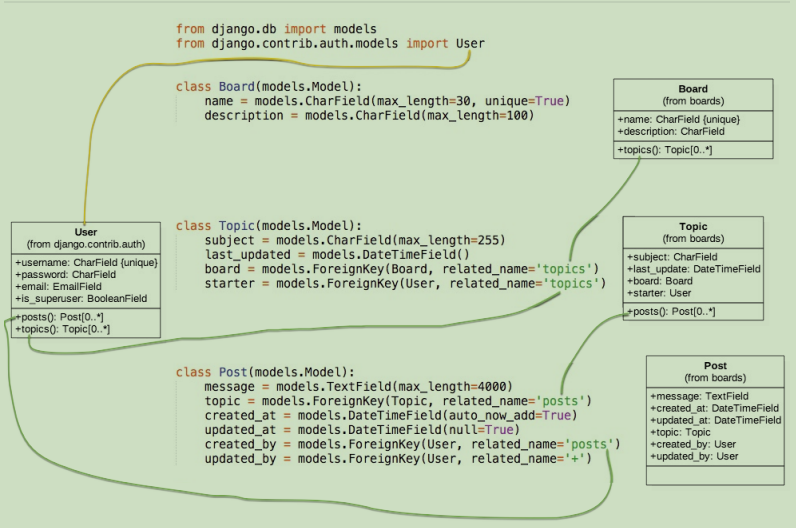 from django.db import models
from django.contrib.auth.models import User
class Board(models.Model):
name = models.CharField(max_length=30, unique=True)
description = models.CharField(max_length=100)
Board
(from boards)
+name: CharField {unique}
+description: CharField
+topics(): Topic[0..*]
User
(from django.contrib.auth)
+username: CharField {unique}
+password: CharField
+email: EmailField
+is_superuser: BooleanField
+posts(): Post[0..*]
+topics(): Topic[0..*]
class Topic(models.Model):
subject = models.CharField(max_length=255)
last_updated = models.DateTimeField()
board = models.ForeignKey(Board, related_name='topics')
starter = models.ForeignKey(User, related_name='topics')
Topic
(from boards)
+subject: CharField
+last_update: DateTimeField
+board: Board
+starter: User
+posts(): Post[0..*]
class Post(models.Model):
message = models.TextField(max_length=4000)
topic = models.ForeignKey(Topic, related_name='posts')
created_at = models.DateTimeField(auto_now_add=True)
updated_at = models.DateTimeField(null=True)
created_by = models.ForeignKey(User, related_name='posts')
updated_by = models.ForeignKey(User, related_name='+')
Post
(from boards)
+message: TextField
+created_at: DateTimeField
+updated_at: DateTimeField
+topic: Topic
+created_by: User
+updated_by: User